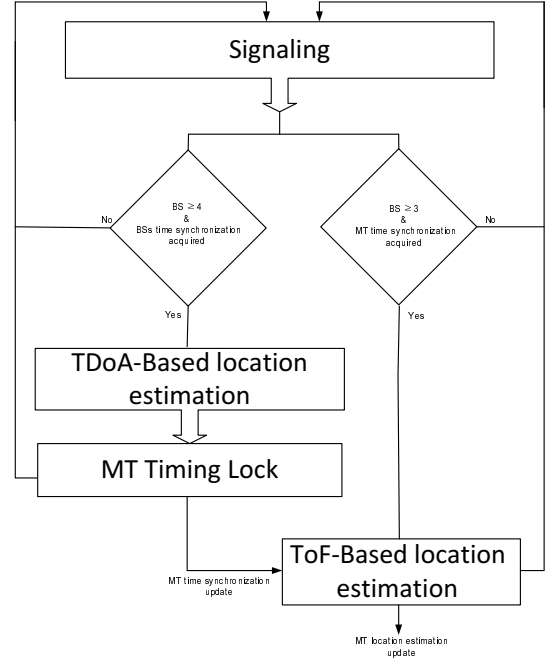 Signaling
BS ≥ 4
&
BSs time synchronization
acquired
BS ≥ 3
&
MT time synchronization
acquired
No
No
Yes
Yes
TDoA-Based location
estimation
MT Timing Lock
ToF-Based location
estimation
MT time synchronization
update
MT location estimation
update